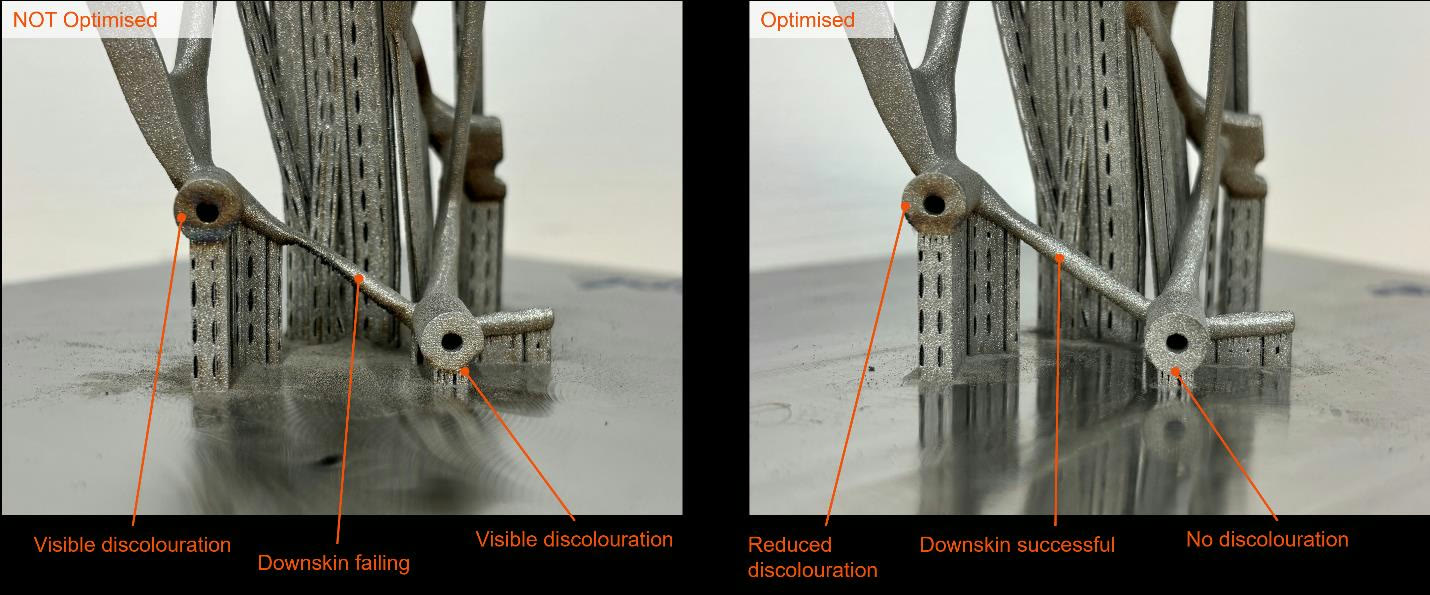 NOT Optimised
Optimised
Visible discolouration
Downskin failing
Visible discolouration
Reduced
discolouration
Downskin successful
No discolouration